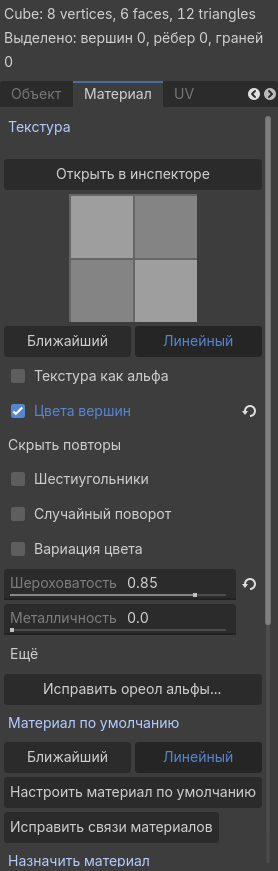 Cube: 8 vertices, 6 faces, 12 triangles
Выделено: вершин 0, рёбер 0, граней
0
Объект Материал UV
Текстура
Открыть в инспекторе
Ближайший Линейный
Текстура как альфа
Цвета вершин
Скрыть повторы
Шестиугольники
Случайный поворот
Вариация цвета
Шероховатость 0.85
Металличность 0.0
Ещё
Исправить ореол альфы...
Материал по умолчанию
Ближайший Линейный
Настроить материал по умолчанию
Исправить связи материалов
Назначить материал